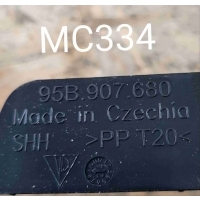 MC334
95B.907.680
Made in Czechia
SHH >PP T20<